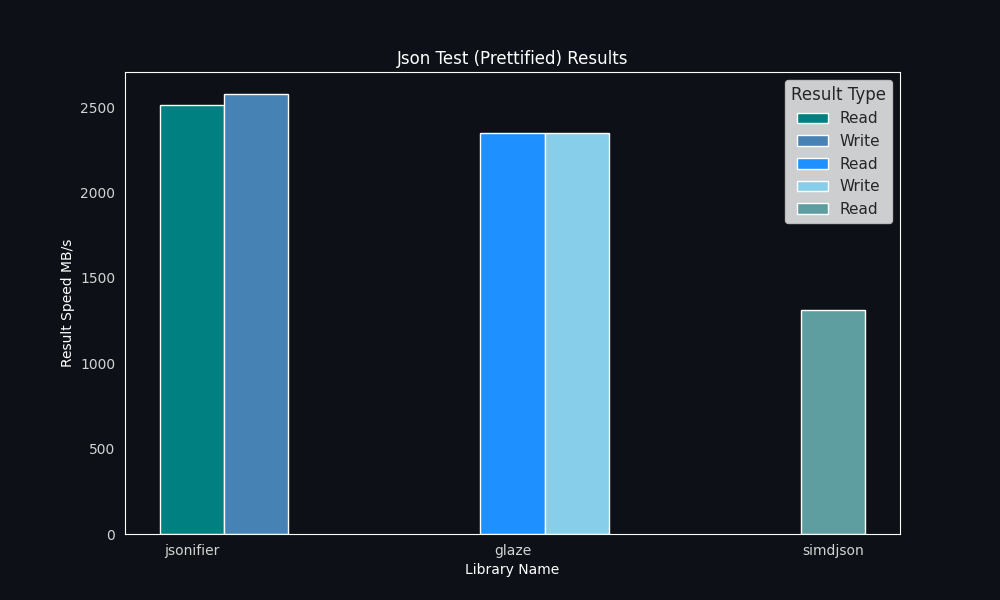 Json Test (Prettified) Results
Result Type
Read
Write
Read
Write
Read
2500
2000
1500
1000
500
0
Result Speed MB/s
jsonifier
glaze
simdjson
Library Name